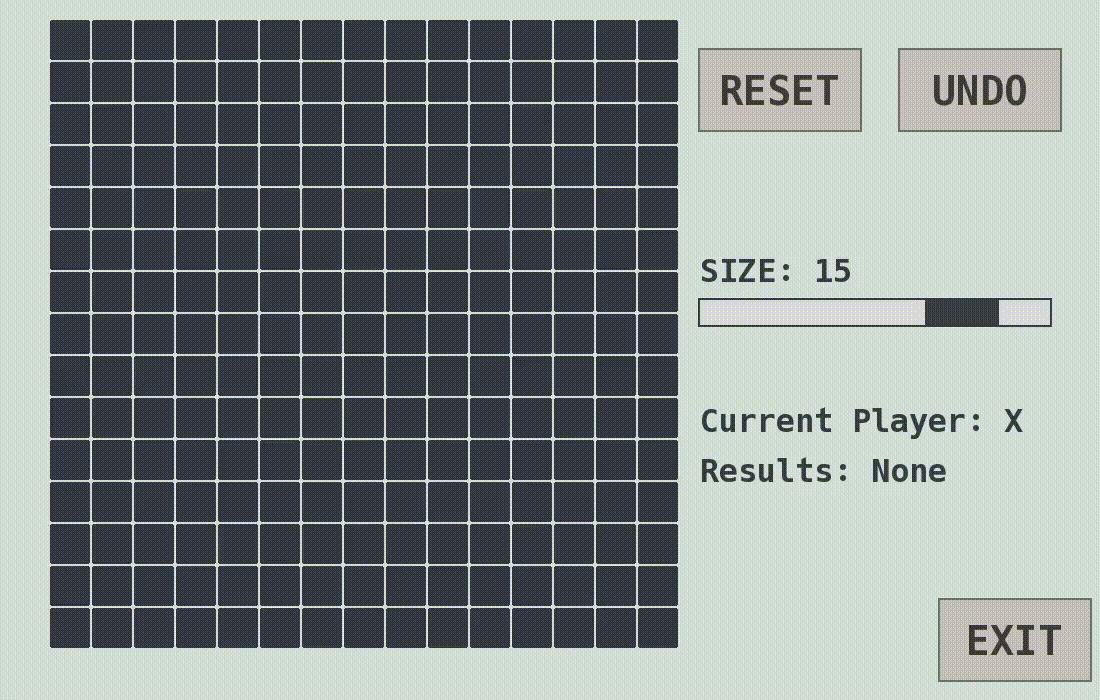 RESET UNDO
SIZE: 15
Current Player: X
Results: None
EXIT